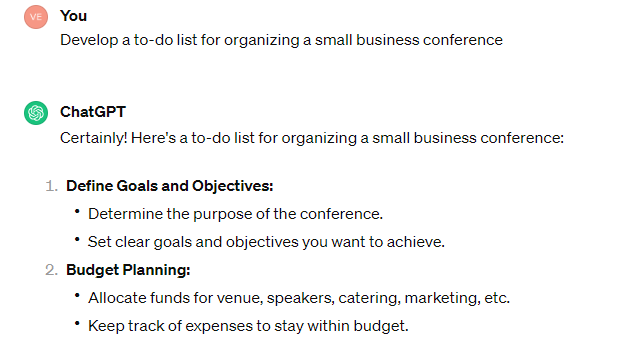 VE You
Develop a to-do list for organizing a small business conference
ChatGPT
Certainly! Here's a to-do list for organizing a small business conference:
1. Define Goals and Objectives:
• Determine the purpose of the conference.
• Set clear goals and objectives you want to achieve.
2. Budget Planning:
• Allocate funds for venue, speakers, catering, marketing, etc.
• Keep track of expenses to stay within budget.